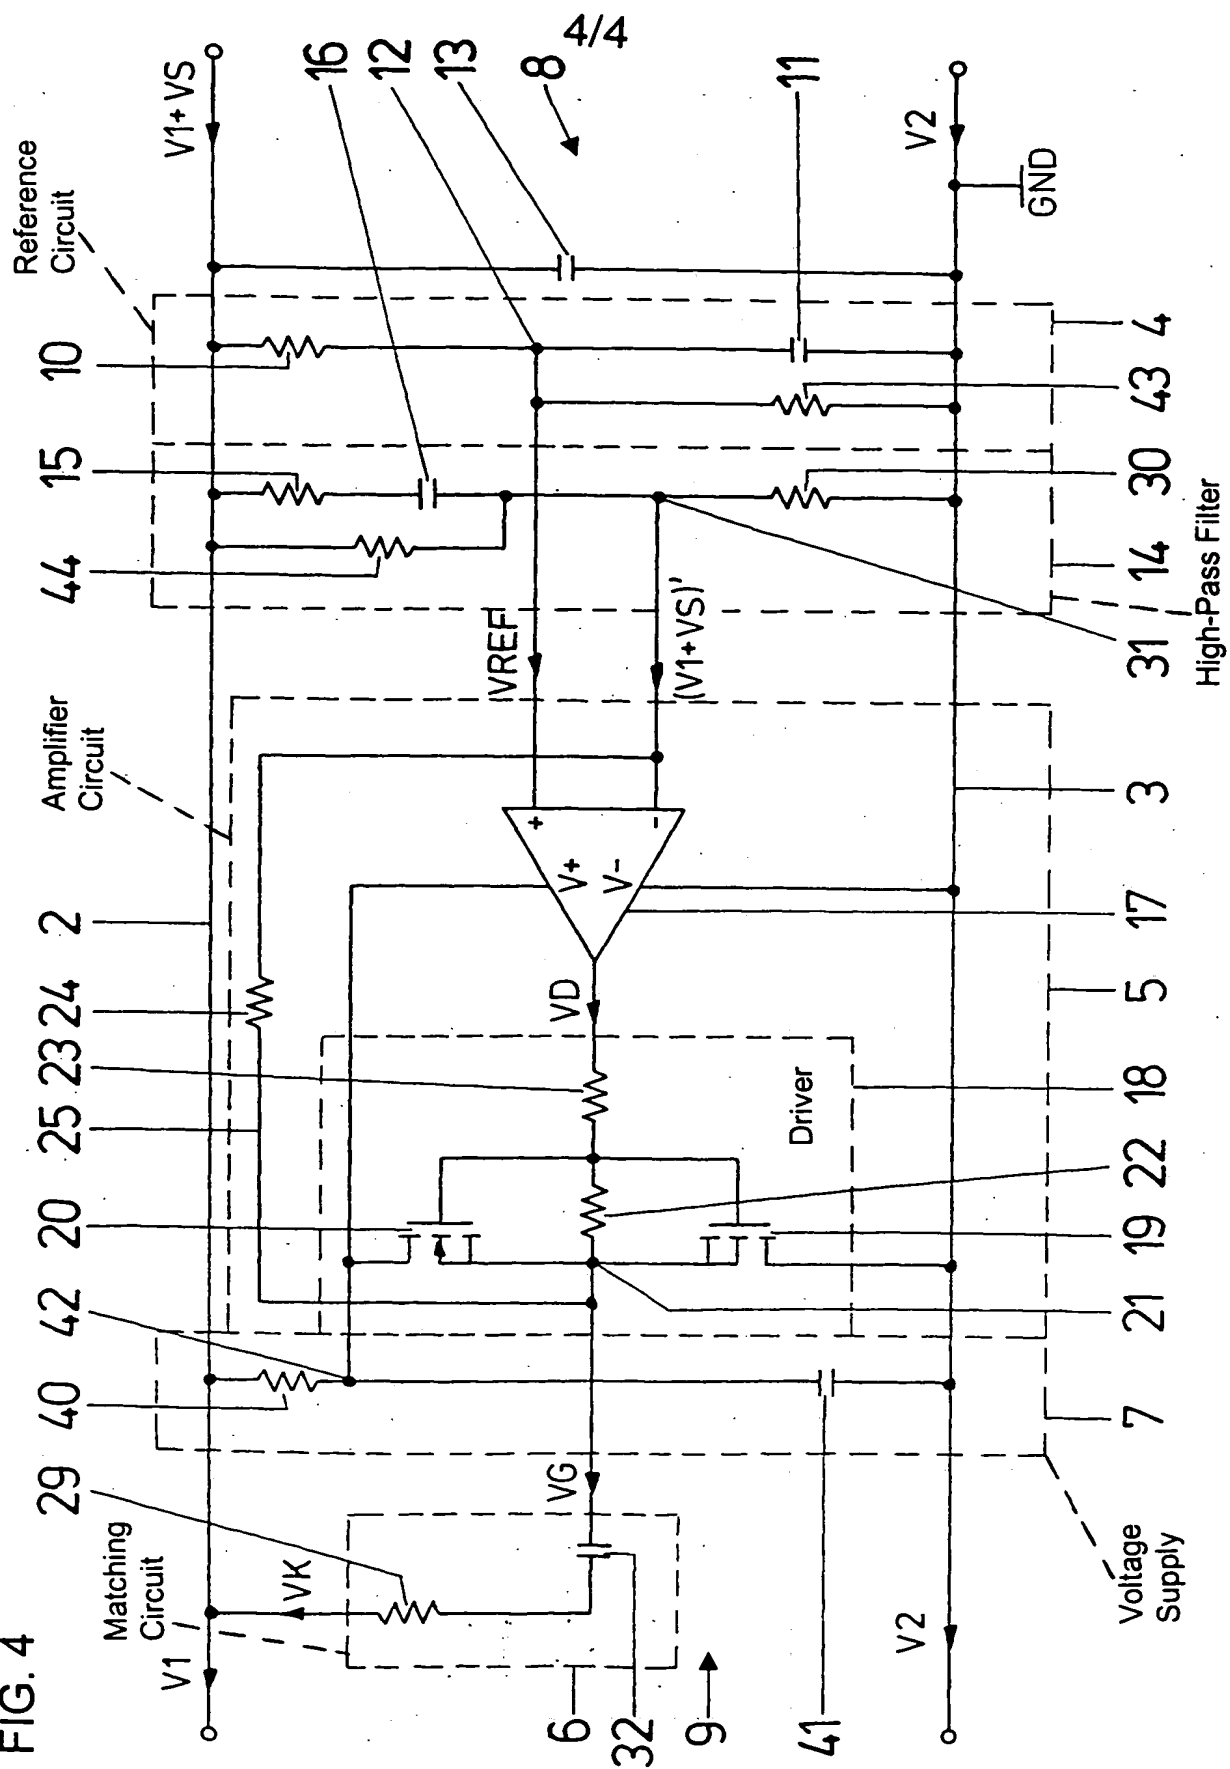 4/4
FIG. 4
V1
Matching
Circuit
VK
29
40
42
20
25
23
24
2
Amplifier
Circuit
44
15
10
Reference
Circuit
V1+VS
16
12
13
8
11
V2
GND
VG
VD
V+
V-
+
-
VREF
(V1+VS)'
Driver
V2
6
32
9
41
Voltage
Supply
7
21
19
22
18
5
17
3
31
High-Pass Filter
14
30
43
4